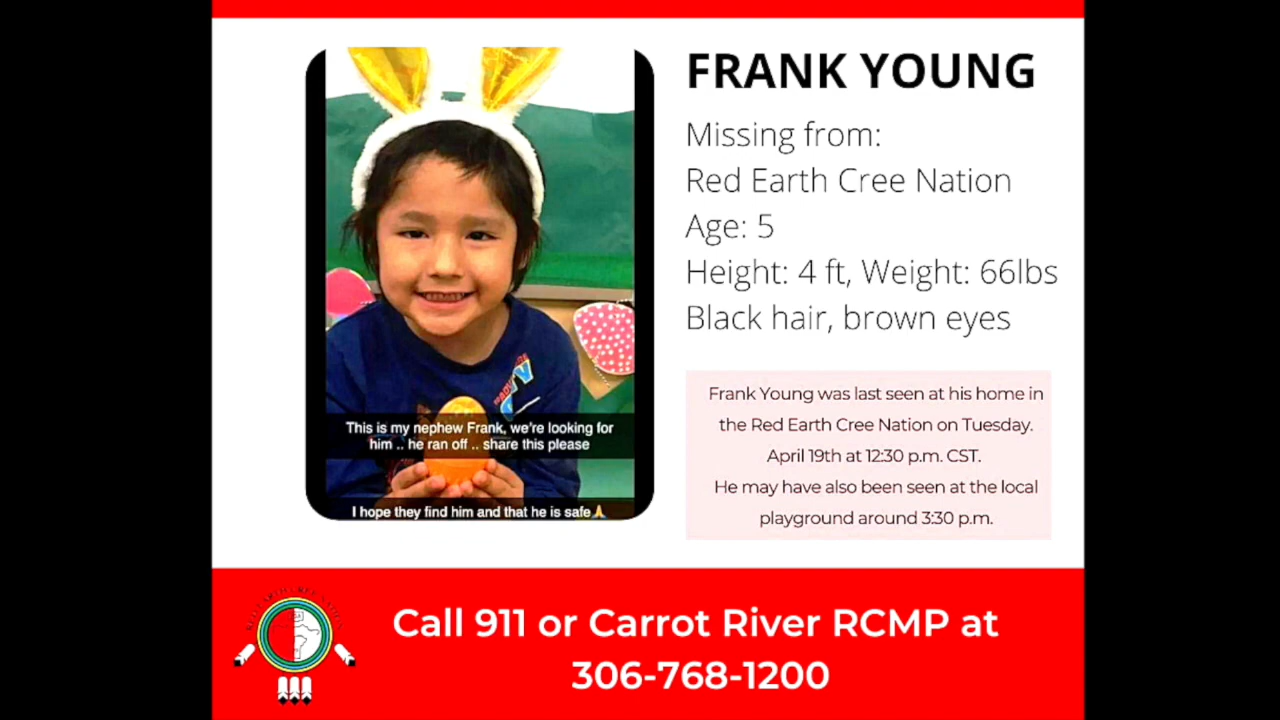 FRANK YOUNG
Missing from:
Red Earth Cree Nation
Age: 5
Height: 4 ft, Weight: 66lbs
Black hair, brown eyes
This is my nephew Frank, we're looking for
him .. he ran off .. share this please
I hope they find him and that he is safe🙏
Frank Young was last seen at his home in
the Red Earth Cree Nation on Tuesday.
April 19th at 12:30 p.m. CST.
He may have also been seen at the local
playground around 3:30 p.m.
RED EARTH CREE NATION
Call 911 or Carrot River RCMP at
306-768-1200